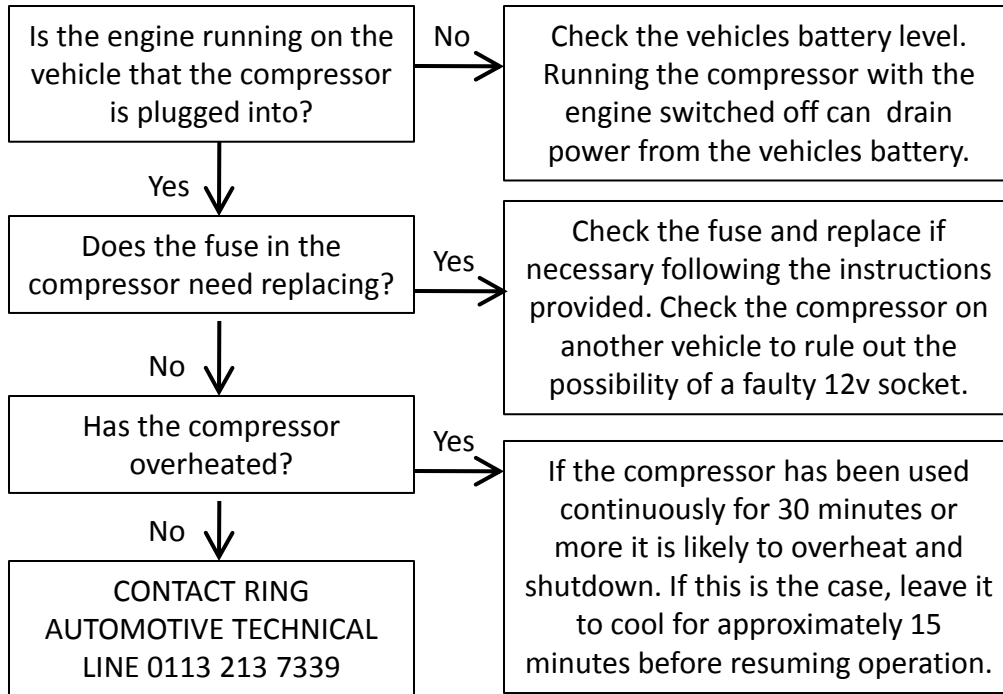 Is the engine running on the
vehicle that the compressor
is plugged into?
No
Check the vehicles battery level.
Running the compressor with the
engine switched off can  drain
power from the vehicles battery.
Yes
Does the fuse in the
compressor need replacing?
Yes
Check the fuse and replace if
necessary following the instructions
provided. Check the compressor on
another vehicle to rule out the
possibility of a faulty 12v socket.
No
Has the compressor
overheated?
Yes
If the compressor has been used
continuously for 30 minutes or
more it is likely to overheat and
shutdown. If this is the case, leave it
to cool for approximately 15
minutes before resuming operation.
No
CONTACT RING
AUTOMOTIVE TECHNICAL
LINE 0113 213 7339